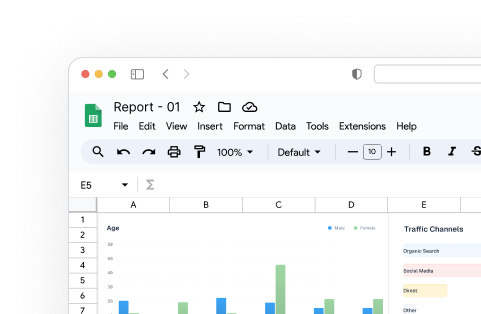 Report - 01
File Edit View Insert Format Data Tools Extensions Help
100% Default 10 B I S
E5 Σ
A B C D E
1
2
3
4
5
6
7
Age
Male Female
Traffic Channels
Organic Search
Social Media
Direct
Other
60
50
40
30
20